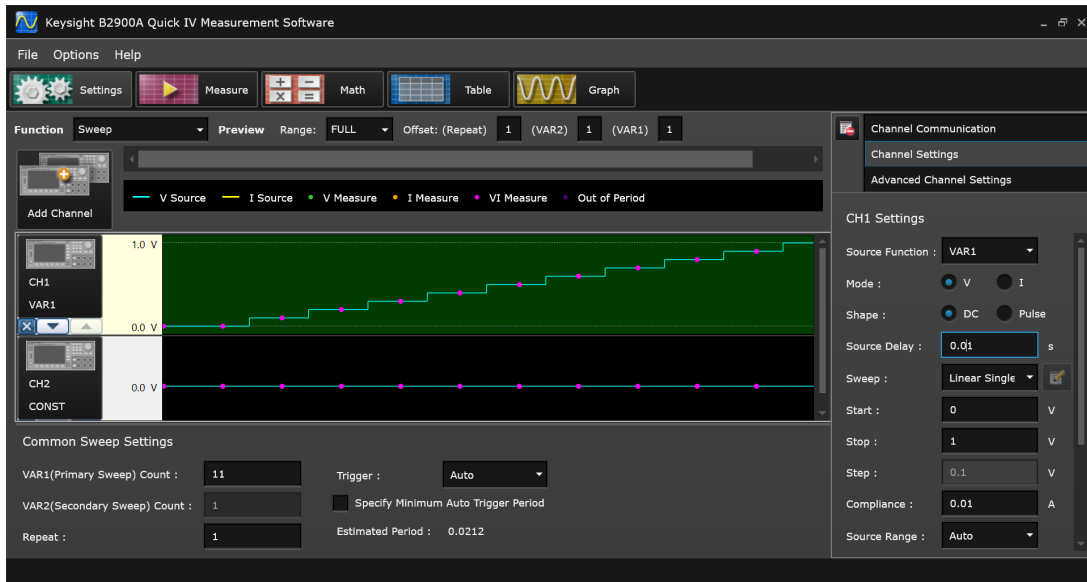 Keysight B2900A Quick IV Measurement Software
File Options Help
Settings Measure Math Table Graph
Function Sweep Preview Range: FULL Offset: (Repeat) 1 (VAR2) 1 (VAR1) 1
Add Channel
V Source I Source V Measure I Measure VI Measure Out of Period
CH1
VAR1
1.0 V
0.0 V
CH2
CONST
0.0 V
Common Sweep Settings
VAR1(Primary Sweep) Count : 11
VAR2(Secondary Sweep) Count : 1
Repeat : 1
Trigger : Auto
Specify Minimum Auto Trigger Period
Estimated Period : 0.0212
Channel Communication
Channel Settings
Advanced Channel Settings
CH1 Settings
Source Function : VAR1
Mode : V I
Shape : DC Pulse
Source Delay : 0.01 s
Sweep : Linear Single
Start : 0 V
Stop : 1 V
Step : 0.1 V
Compliance : 0.01 A
Source Range : Auto